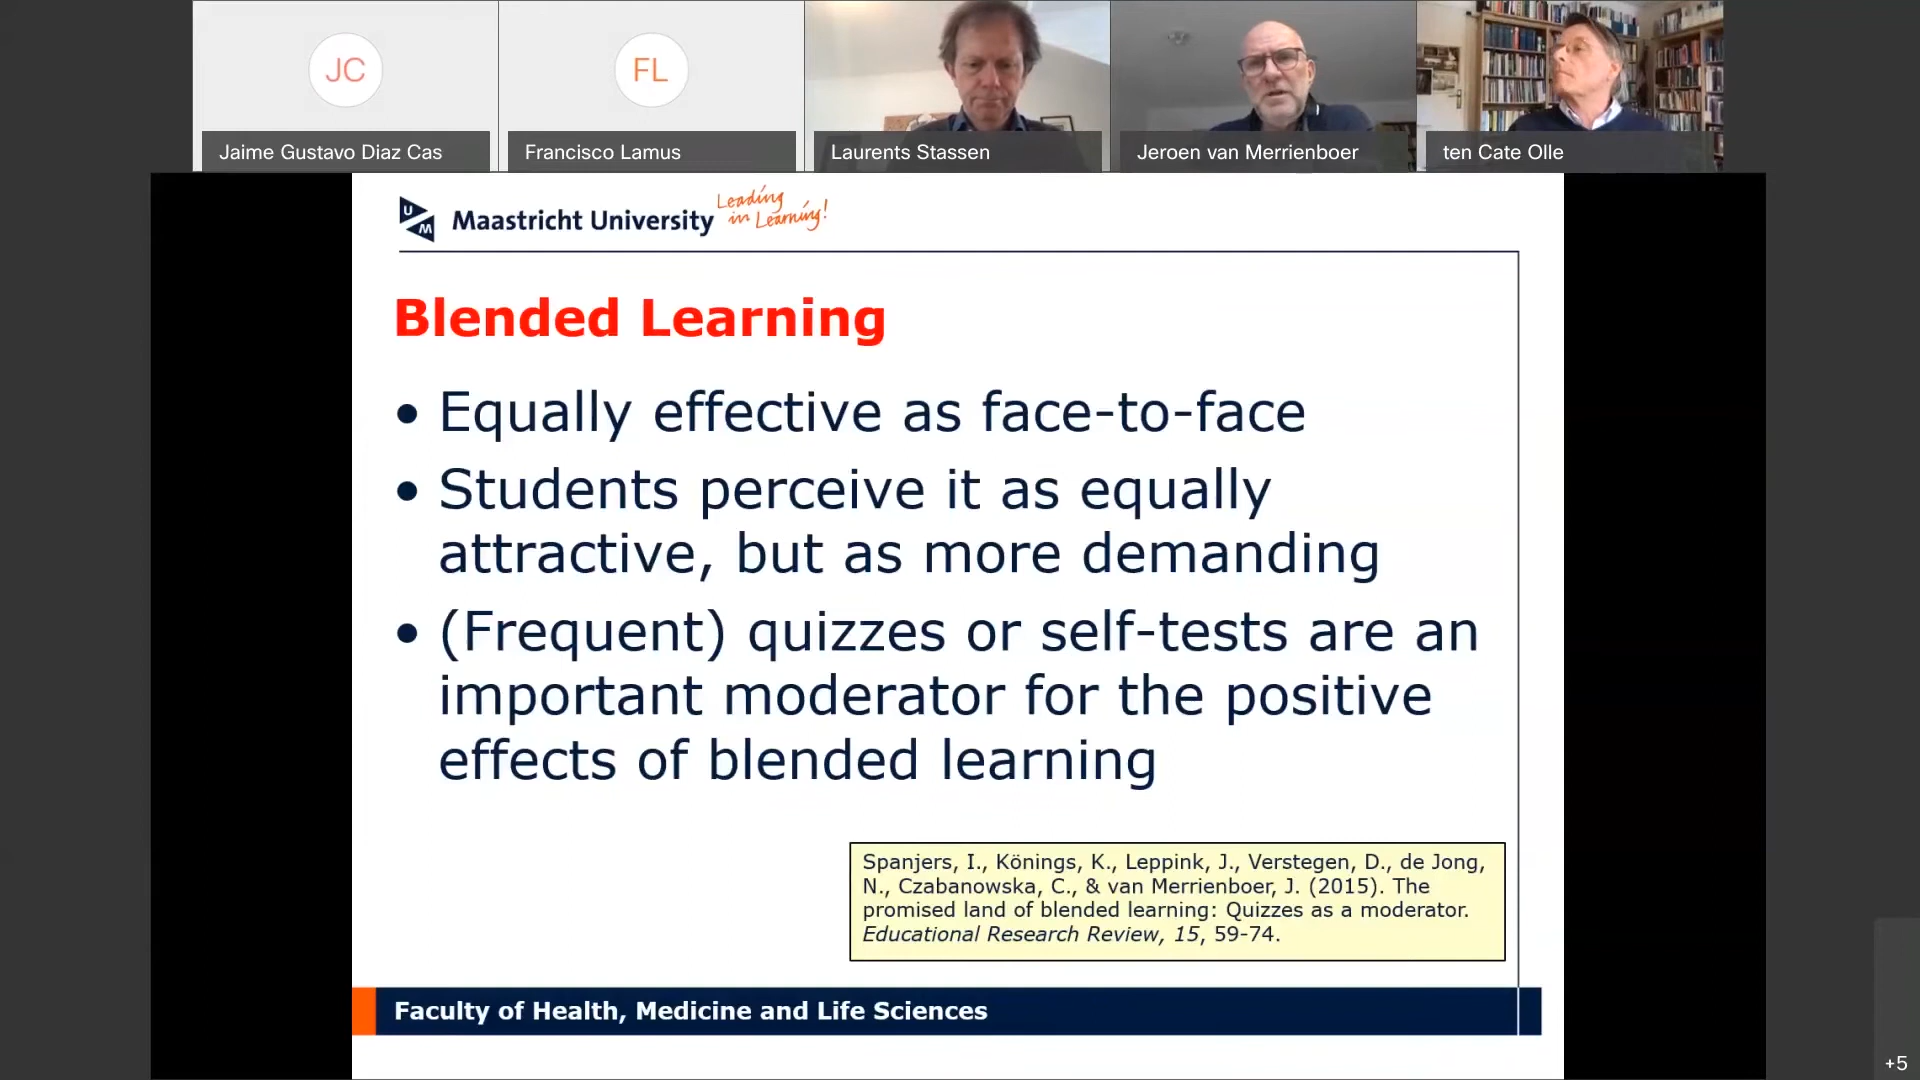 JC
FL
Jaime Gustavo Diaz Cas
Francisco Lamus
Laurents Stassen
Jeroen van Merrienboer
ten Cate Olle
U
M
Maastricht University
Leading
in Learning!
Blended Learning
• Equally effective as face-to-face
• Students perceive it as equally
attractive, but as more demanding
• (Frequent) quizzes or self-tests are an
important moderator for the positive
effects of blended learning
Spanjers, I., Könings, K., Leppink, J., Verstegen, D., de Jong,
N., Czabanowska, C., & van Merrienboer, J. (2015). The
promised land of blended learning: Quizzes as a moderator.
Educational Research Review, 15, 59-74.
Faculty of Health, Medicine and Life Sciences
+5